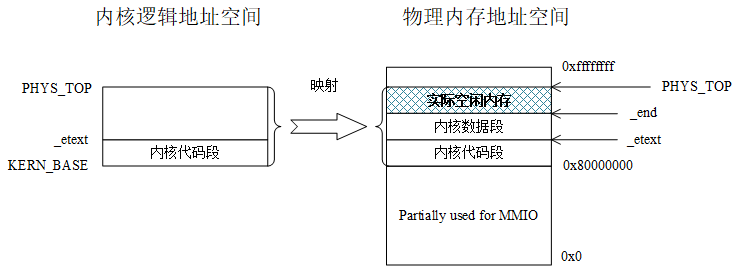 内核逻辑地址空间
物理内存地址空间
PHYS_TOP
_etext
内核代码段
KERN_BASE
映射
0xffffffff
实际空闲内存
PHYS_TOP
_end
内核数据段
_etext
内核代码段
0x80000000
Partially used for MMIO
0x0